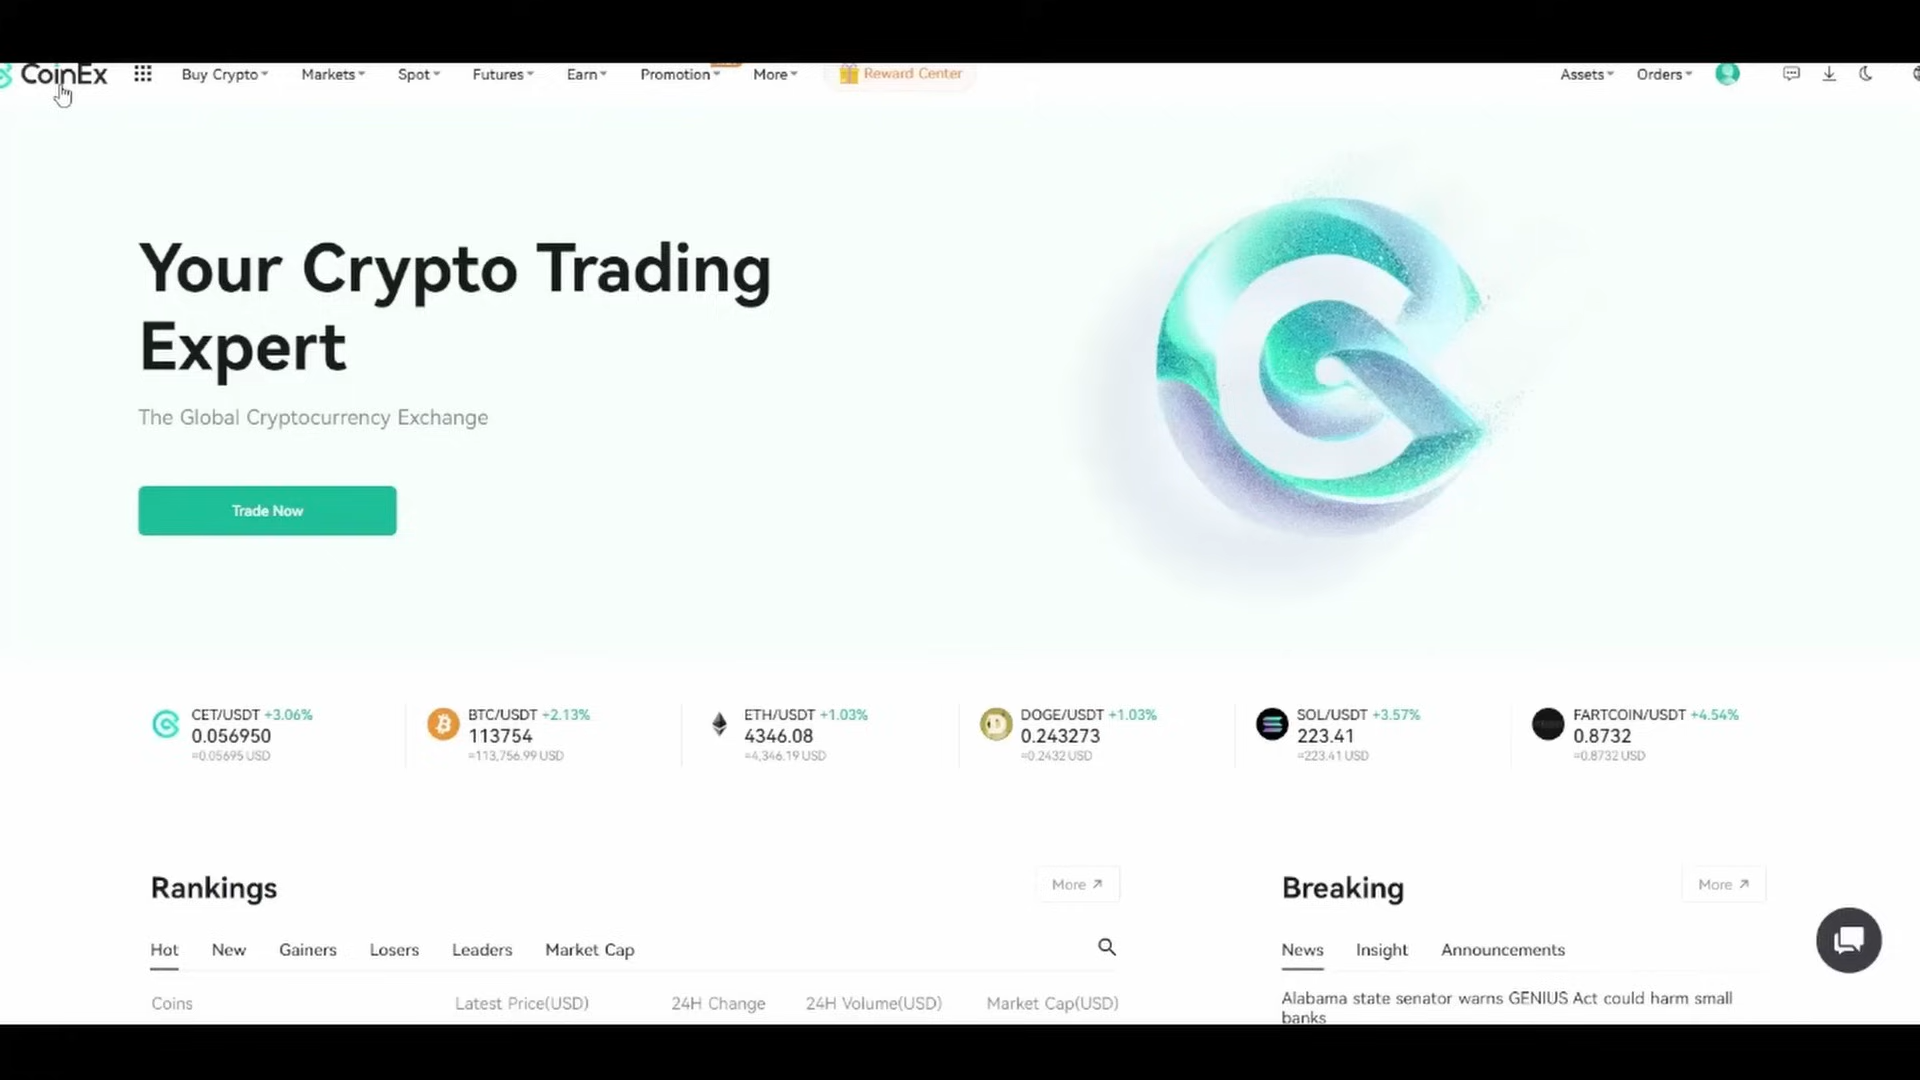 CoinEx Buy Crypto Markets Spot Futures Earn Promotion More Reward Center Assets Orders
Your Crypto Trading
Expert
The Global Cryptocurrency Exchange
Trade Now
CET/USDT +3.06% BTC/USDT +2.13% ETH/USDT +1.03% DOGE/USDT +1.03% SOL/USDT +3.57% FARTCOIN/USDT +4.54%
0.056950 113754 4346.08 0.243273 223.41 0.8732
≈0.05695 USD ≈113,756.99 USD ≈4,346.19 USD ≈0.2432 USD ≈223.41 USD ≈0.8732 USD
Rankings More Breaking More
Hot New Gainers Losers Leaders Market Cap News Insight Announcements
Coins Latest Price(USD) 24H Change 24H Volume(USD) Market Cap(USD) Alabama state senator warns GENIUS Act could harm small
banks